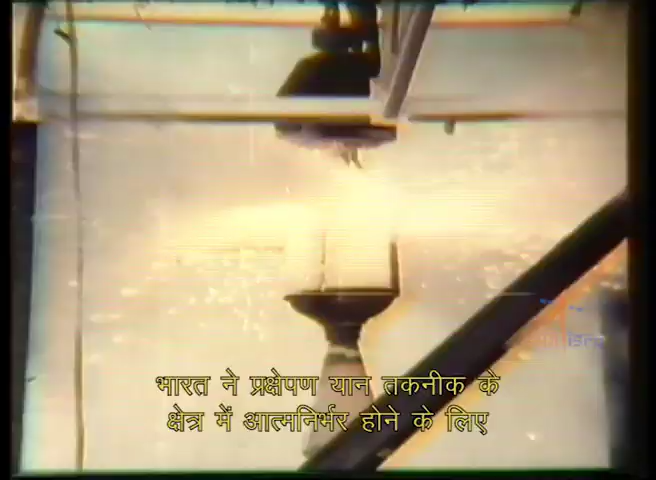 भारत ने प्रक्षेपण यान तकनीक के
क्षेत्र में आत्मनिर्भर होने के लिए